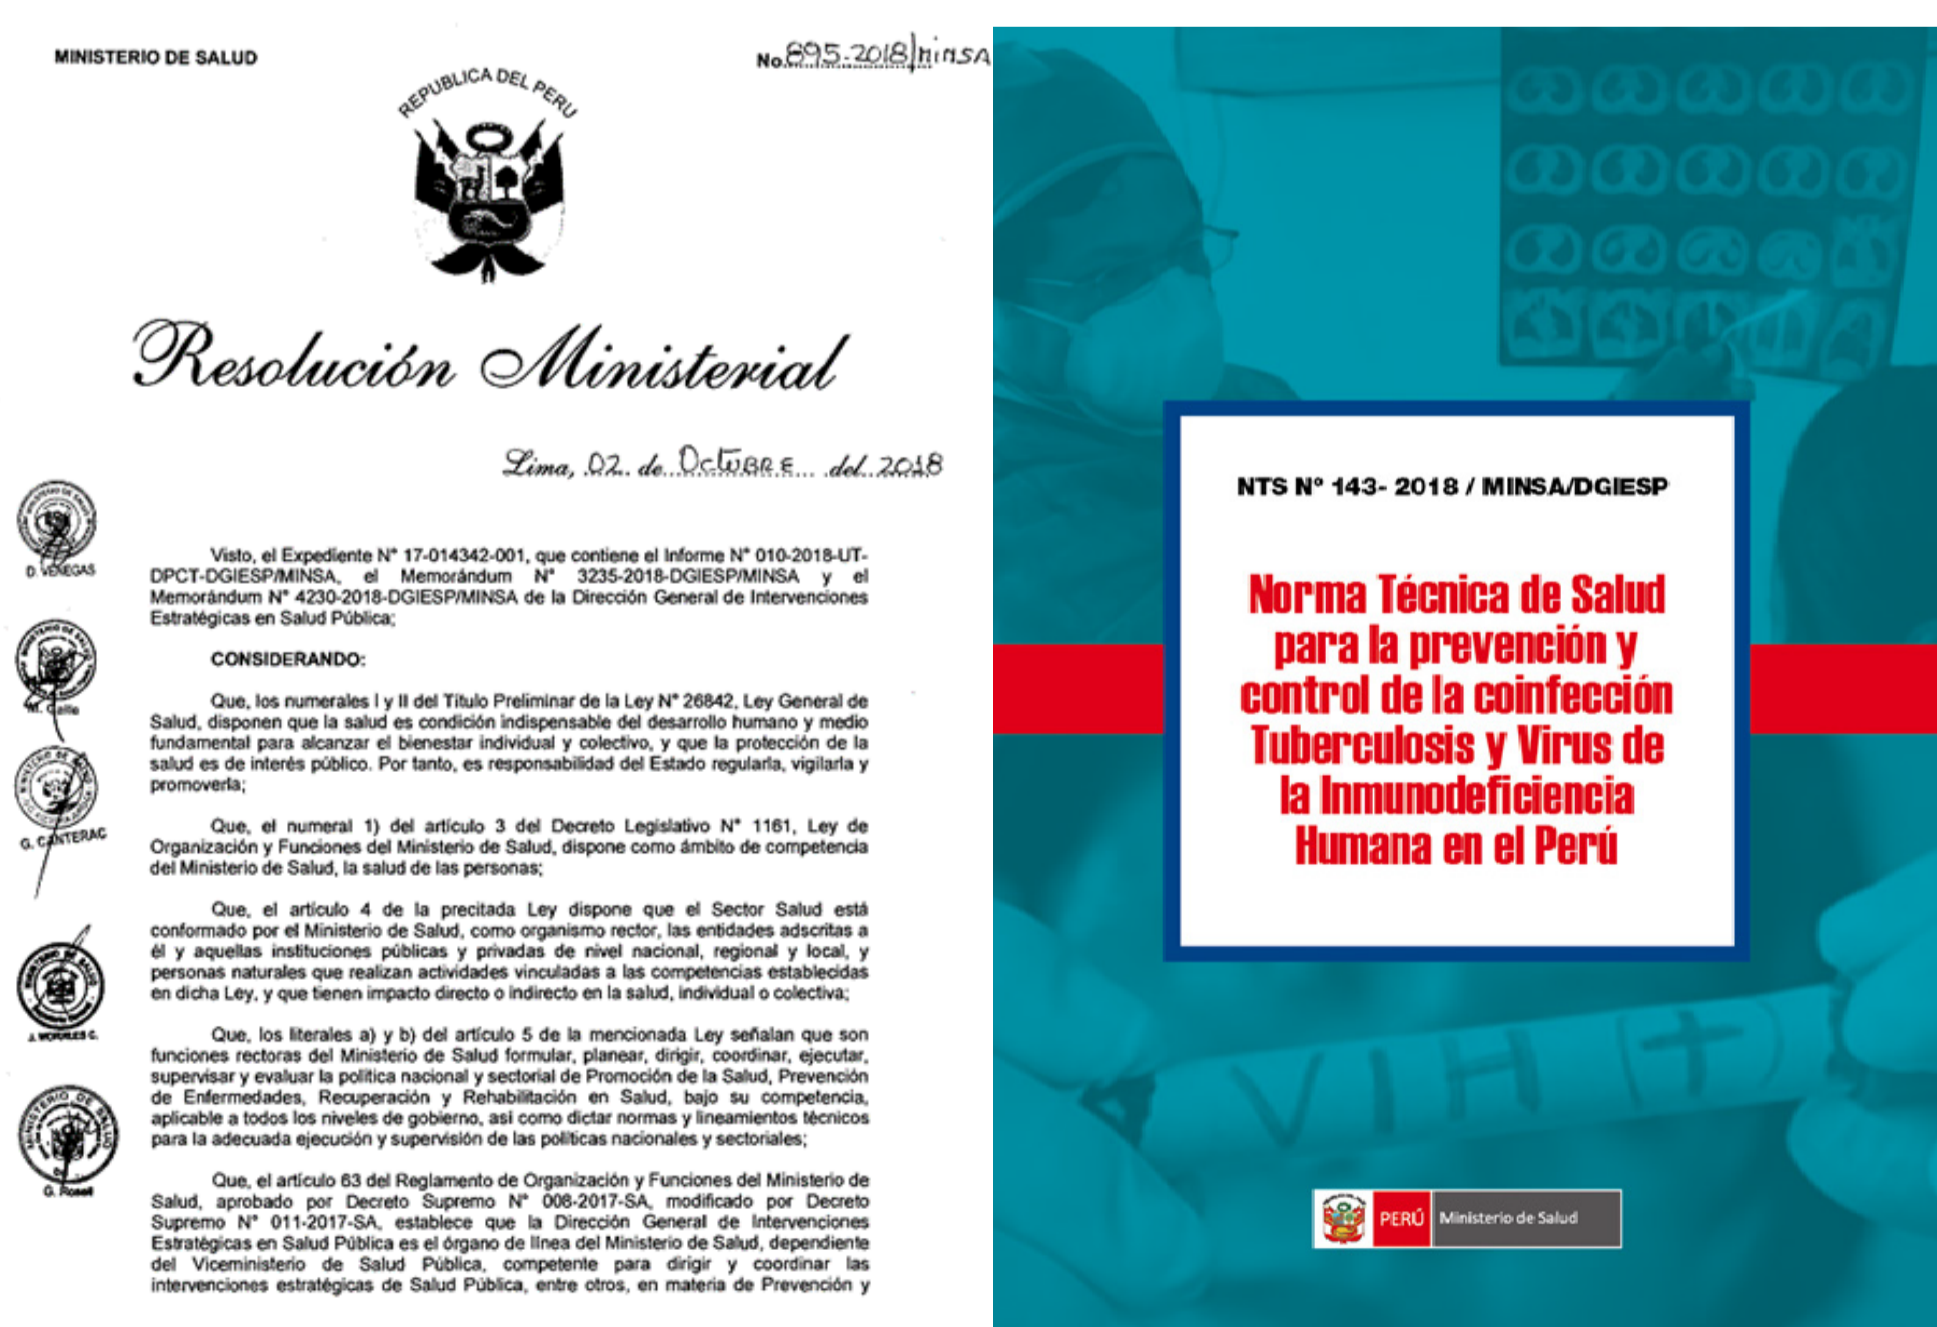 MINISTERIO DE SALUD
No. 895-2018/MINSA
REPUBLICA DEL PERU
Resolución Ministerial
Lima, 02 de OCTUBRE del 2018
D. VENEGAS
M. Calle
G. CANTERAC
J. MORALES C.
G. Rosell
Visto, el Expediente N° 17-014342-001, que contiene el Informe N° 010-2018-UT-
DPCT-DGIESP/MINSA, el Memorándum N° 3235-2018-DGIESP/MINSA y el
Memorándum N° 4230-2018-DGIESP/MINSA de la Dirección General de Intervenciones
Estratégicas en Salud Pública;
CONSIDERANDO:
Que, los numerales I y II del Título Preliminar de la Ley N° 26842, Ley General de
Salud, disponen que la salud es condición indispensable del desarrollo humano y medio
fundamental para alcanzar el bienestar individual y colectivo, y que la protección de la
salud es de interés público. Por tanto, es responsabilidad del Estado regularla, vigilarla y
promoverla;
Que, el numeral 1) del artículo 3 del Decreto Legislativo N° 1161, Ley de
Organización y Funciones del Ministerio de Salud, dispone como ámbito de competencia
del Ministerio de Salud, la salud de las personas;
Que, el artículo 4 de la precitada Ley dispone que el Sector Salud está
conformado por el Ministerio de Salud, como organismo rector, las entidades adscritas a
él y aquellas instituciones públicas y privadas de nivel nacional, regional y local, y
personas naturales que realizan actividades vinculadas a las competencias establecidas
en dicha Ley, y que tienen impacto directo o indirecto en la salud, individual o colectiva;
Que, los literales a) y b) del artículo 5 de la mencionada Ley señalan que son
funciones rectoras del Ministerio de Salud formular, planear, dirigir, coordinar, ejecutar,
supervisar y evaluar la política nacional y sectorial de Promoción de la Salud, Prevención
de Enfermedades, Recuperación y Rehabilitación en Salud, bajo su competencia,
aplicable a todos los niveles de gobierno, así como dictar normas y lineamientos técnicos
para la adecuada ejecución y supervisión de las políticas nacionales y sectoriales;
Que, el artículo 63 del Reglamento de Organización y Funciones del Ministerio de
Salud, aprobado por Decreto Supremo N° 008-2017-SA, modificado por Decreto
Supremo N° 011-2017-SA, establece que la Dirección General de Intervenciones
Estratégicas en Salud Pública es el órgano de línea del Ministerio de Salud, dependiente
del Viceministerio de Salud Pública, competente para dirigir y coordinar las
intervenciones estratégicas de Salud Pública, entre otros, en materia de Prevención y
NTS N° 143- 2018 / MINSA/DGIESP
Norma Técnica de Salud
para la prevención y
control de la coinfección
Tuberculosis y Virus de
la Inmunodeficiencia
Humana en el Perú
VIH (+)
PERÚ Ministerio de Salud